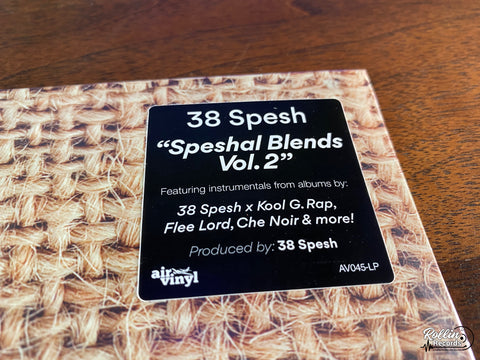 38 Spesh
“Speshal Blends
Vol. 2”
Featuring instrumentals from albums by:
38 Spesh x Kool G. Rap,
Flee Lord, Che Noir & more!
Produced by: 38 Spesh
air
vinyl
AV045-LP
Rollin
Records